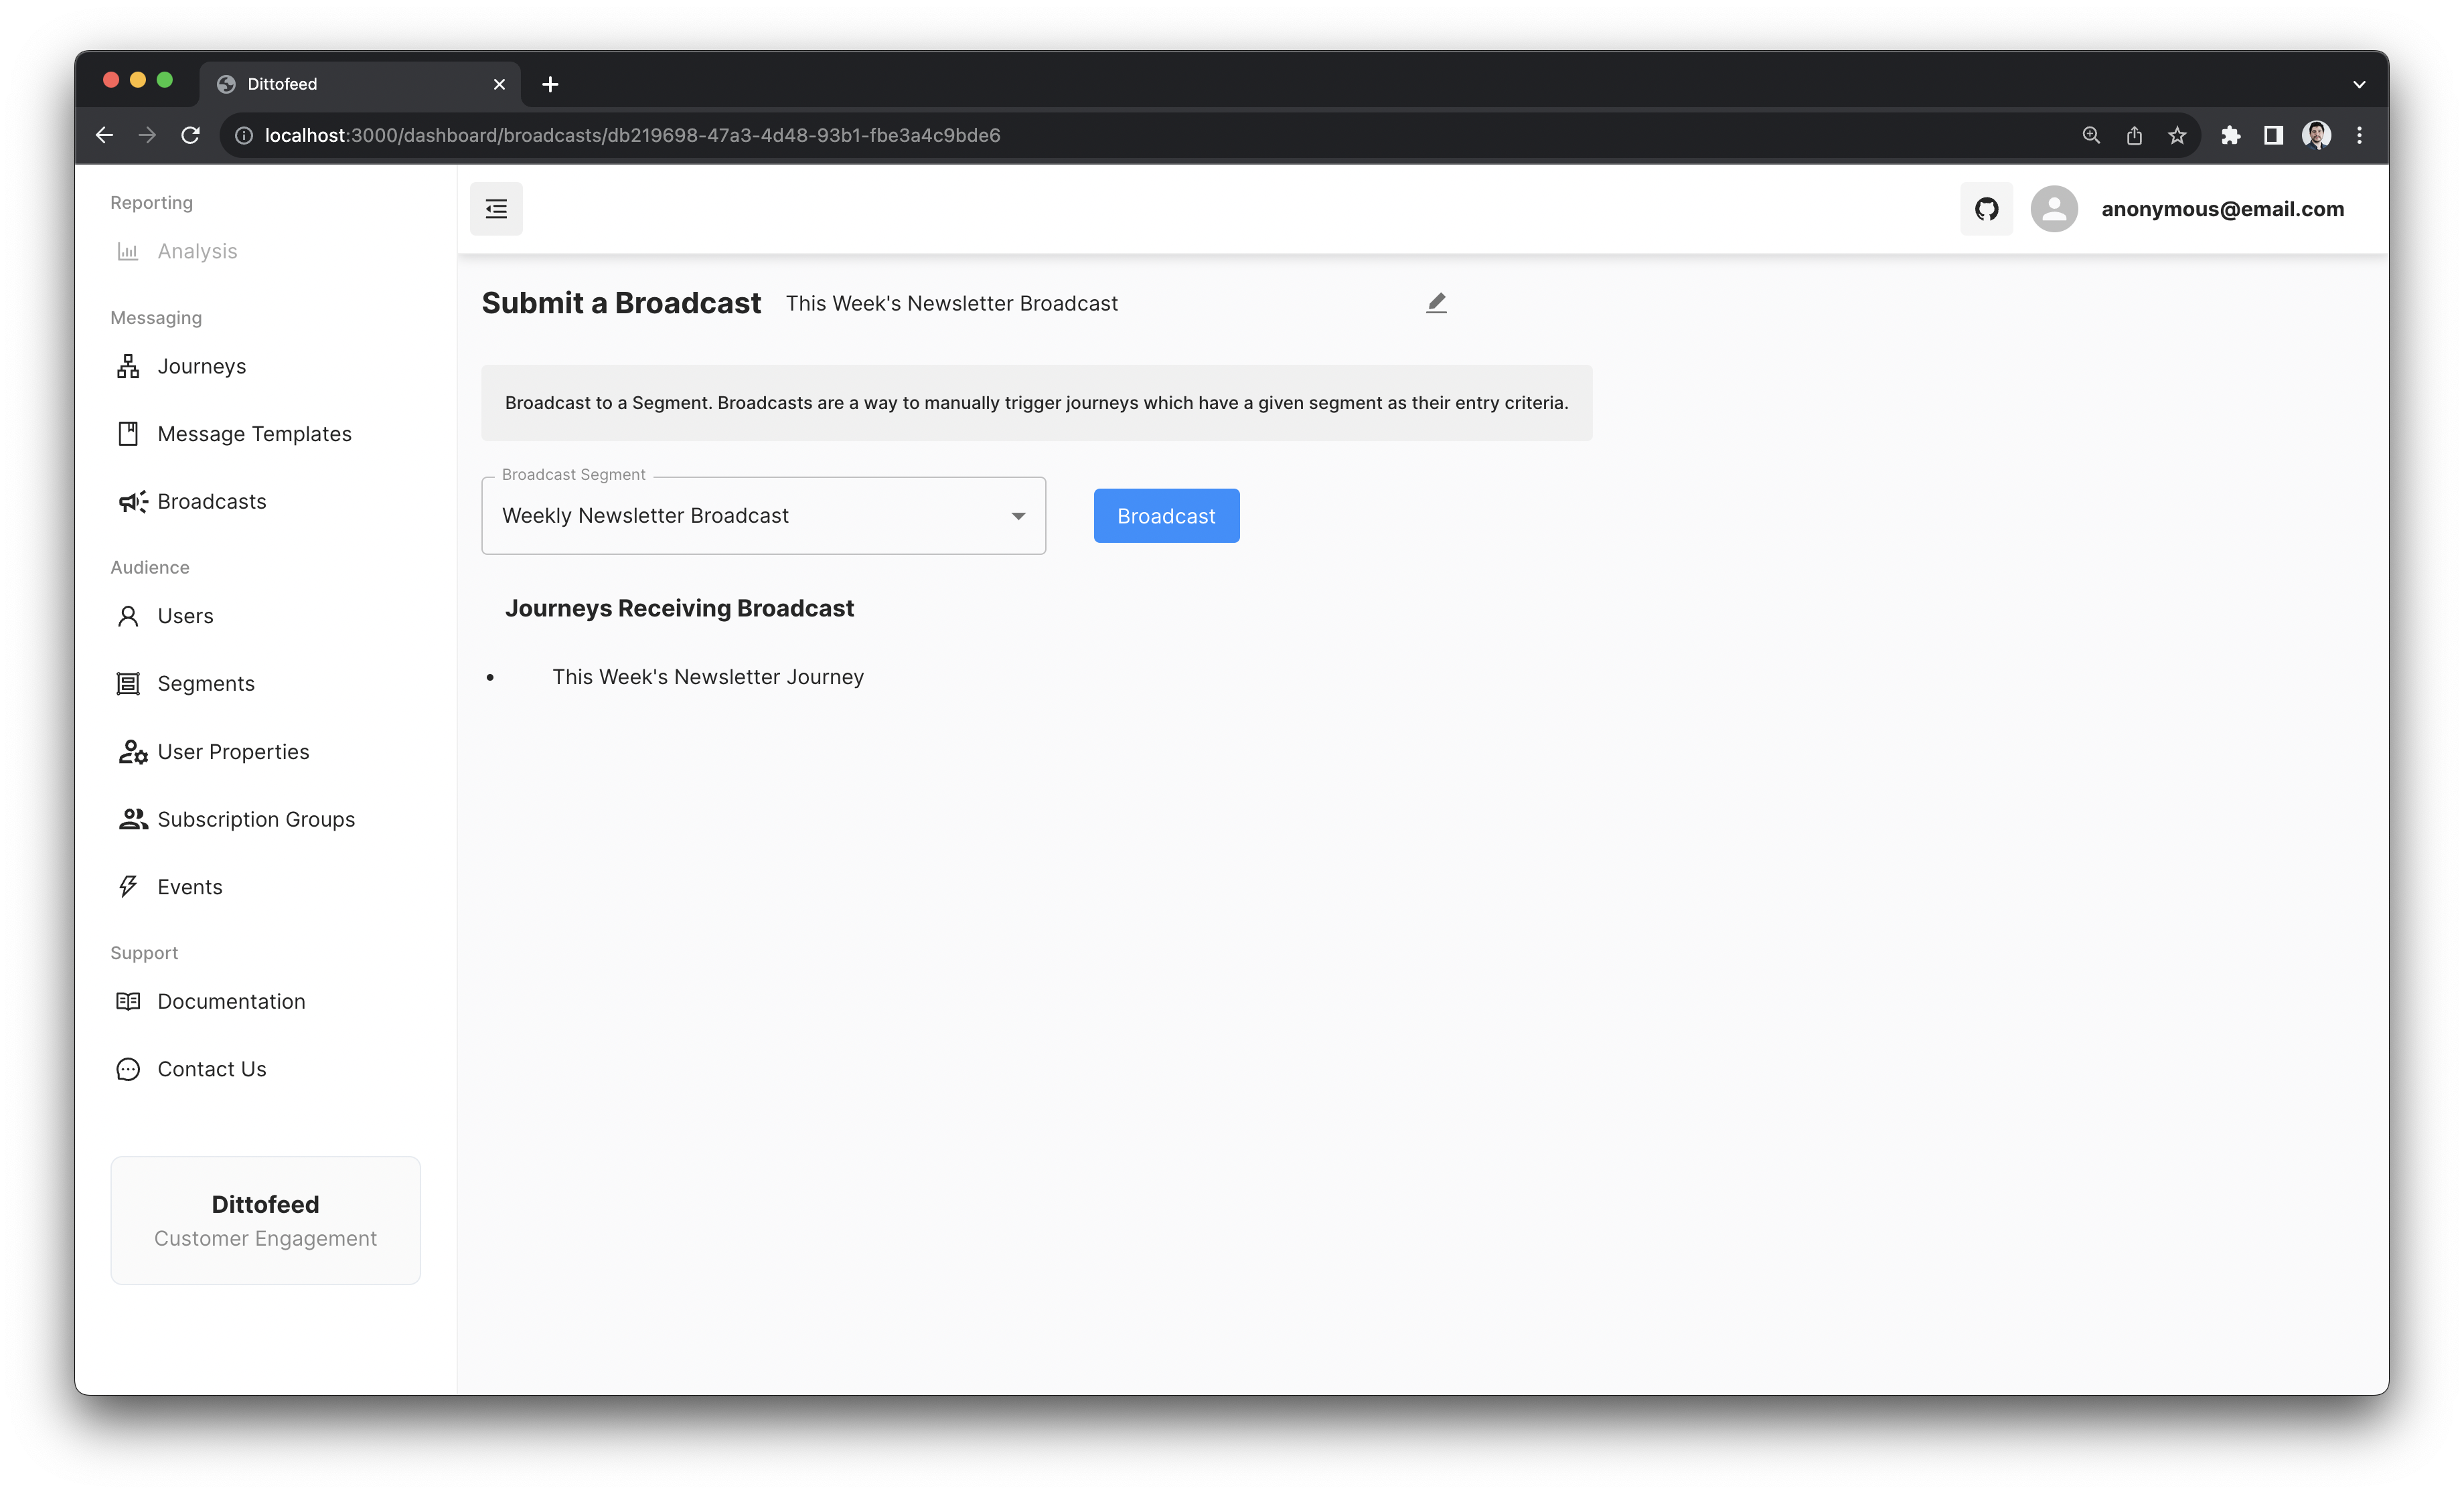 Dittofeed
localhost:3000/dashboard/broadcasts/db219698-47a3-4d48-93b1-fbe3a4c9bde6
Reporting
Analysis
Messaging
Journeys
Message Templates
Broadcasts
Audience
Users
Segments
User Properties
Subscription Groups
Events
Support
Documentation
Contact Us
Dittofeed
Customer Engagement
anonymous@email.com
Submit a Broadcast This Week's Newsletter Broadcast
Broadcast to a Segment. Broadcasts are a way to manually trigger journeys which have a given segment as their entry criteria.
Broadcast Segment
Weekly Newsletter Broadcast
Broadcast
Journeys Receiving Broadcast
• This Week's Newsletter Journey